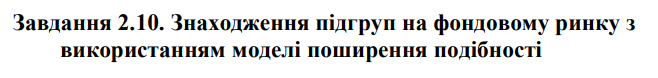 Завдання 2.10. Знаходження підгруп на фондовому ринку з
використанням моделі поширення подібності